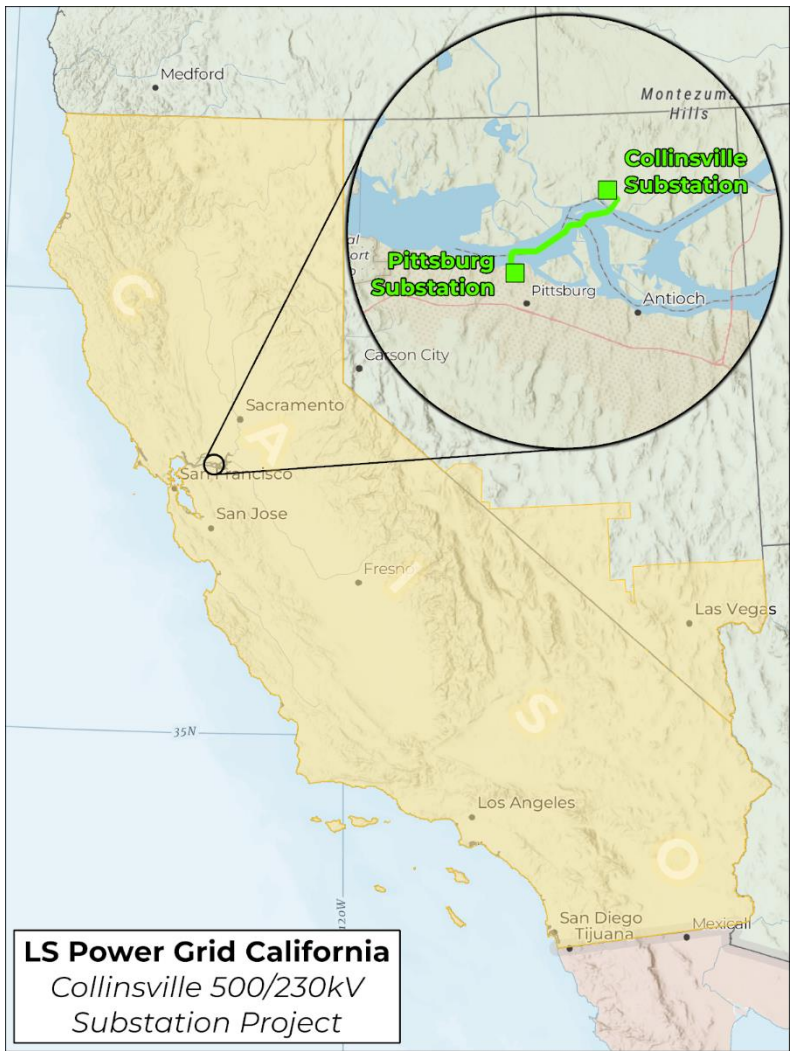 Medford
Montezuma
Hills
Collinsville
Substation
Pittsburg
Substation
Pittsburg
Antioch
Carson City
Sacramento
San Francisco
San Jose
Fresno
Las Vegas
35N
Los Angeles
120W
San Diego
Tijuana
Mexicali
C
A
I
S
O
LS Power Grid California
Collinsville 500/230kV
Substation Project